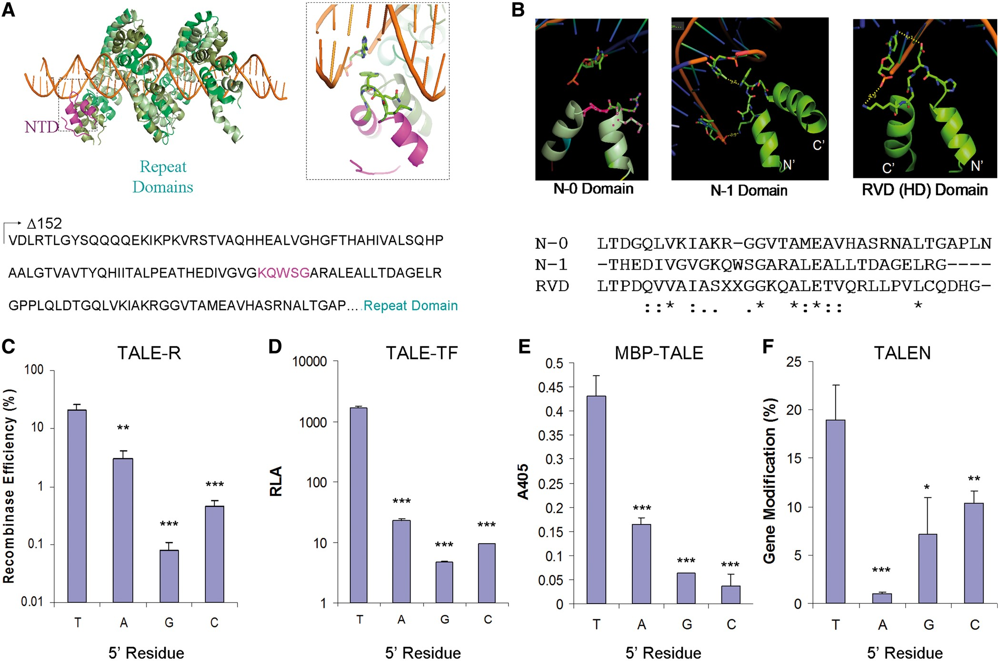 A
NTD
Repeat
Domains
Δ152
VDLRTLGYSQQQQEKIKPKVRSTVAQHHEALVGHGFTHAHIVALSQHP
AALGTVAVTYQHIITALPEATHEDIVGVGKQWSGARALEALLTDAGELR
GPPLQLDTGQLVKIAKRGGVTAMEAVHASRNALTGAP.... Repeat Domain
B
N-0 Domain
C'
N'
N-1 Domain
C'
N'
RVD (HD) Domain
N-0 LTDGQLVKIAKR-GGVTAMEAVHASRNALTGAPLN
N-1 -THEDIVGVGKQWSGARALEALLTDAGELRG----
RVD LTPDQVVAIASXXGGKQALETVQRLLPVLCQDHG-
::* :.. .* *:*:: *
C
TALE-R
Recombinase Efficiency (%)
100
10
1
0.1
0.01
**
***
***
T A G C
5' Residue
D
TALE-TF
RLA
10000
1000
100
10
1
***
***
***
T A G C
5' Residue
E
MBP-TALE
A405
0.5
0.45
0.4
0.35
0.3
0.25
0.2
0.15
0.1
0.05
0
***
***
***
T A G C
5' Residue
F
TALEN
Gene Modification (%)
25
20
15
10
5
0
***
*
**
T A G C
5' Residue